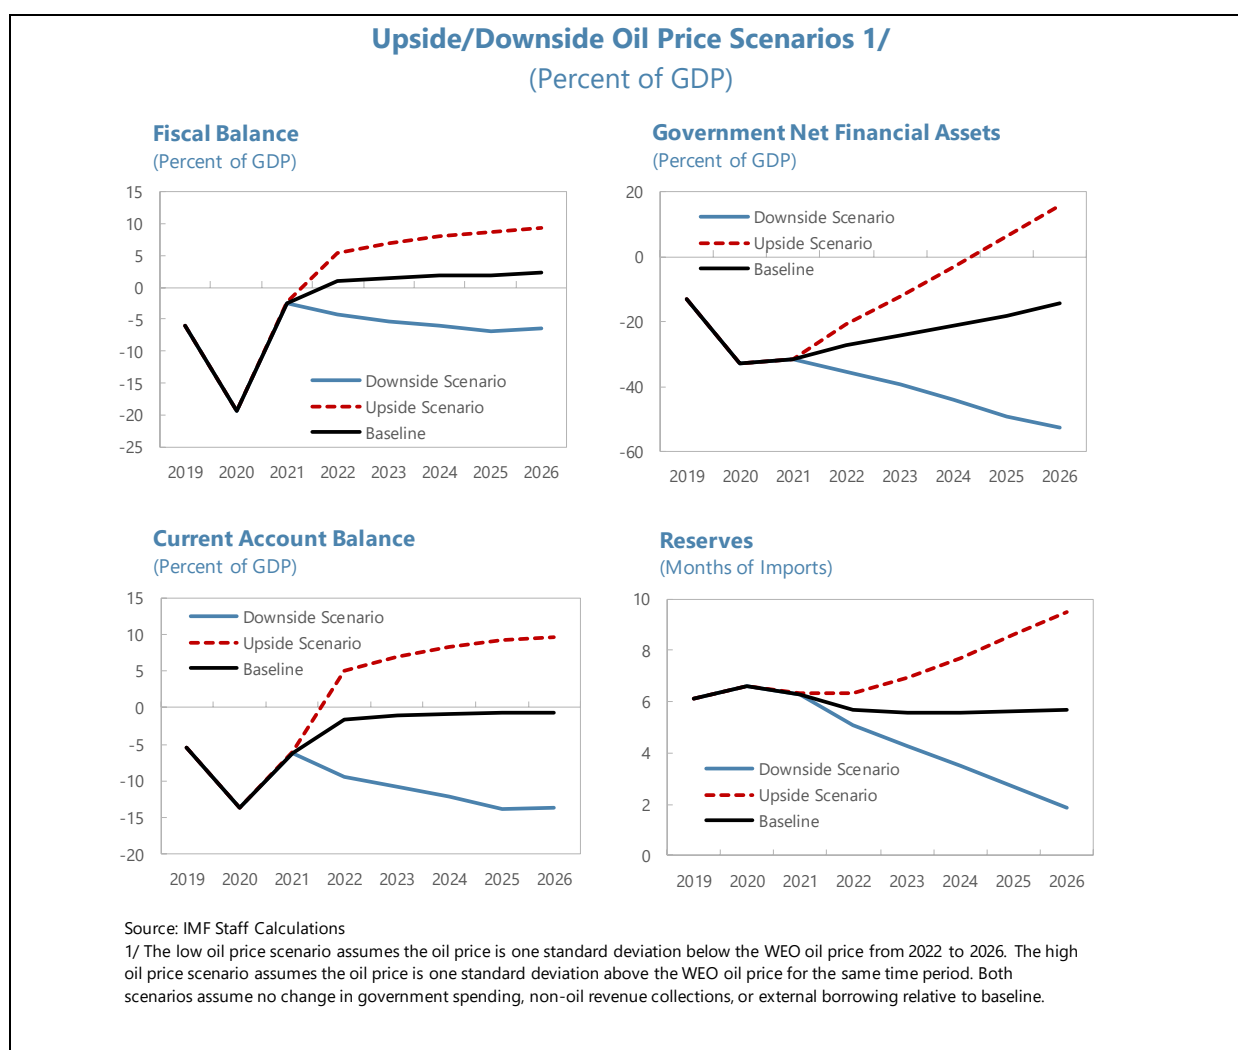 Upside/Downside Oil Price Scenarios 1/
(Percent of GDP)
Fiscal Balance
(Percent of GDP)
15
10
5
0
-5
-10
-15
-20
-25
Downside Scenario
Upside Scenario
Baseline
2019 2020 2021 2022 2023 2024 2025 2026
Government Net Financial Assets
(Percent of GDP)
20
0
-20
-40
-60
Downside Scenario
Upside Scenario
Baseline
2019 2020 2021 2022 2023 2024 2025 2026
Current Account Balance
(Percent of GDP)
15
10
5
0
-5
-10
-15
-20
Downside Scenario
Upside Scenario
Baseline
2019 2020 2021 2022 2023 2024 2025 2026
Reserves
(Months of Imports)
10
8
6
4
2
0
Downside Scenario
Upside Scenario
Baseline
2019 2020 2021 2022 2023 2024 2025 2026
Source: IMF Staff Calculations
1/ The low oil price scenario assumes the oil price is one standard deviation below the WEO oil price from 2022 to 2026. The high
oil price scenario assumes the oil price is one standard deviation above the WEO oil price for the same time period. Both
scenarios assume no change in government spending, non-oil revenue collections, or external borrowing relative to baseline.